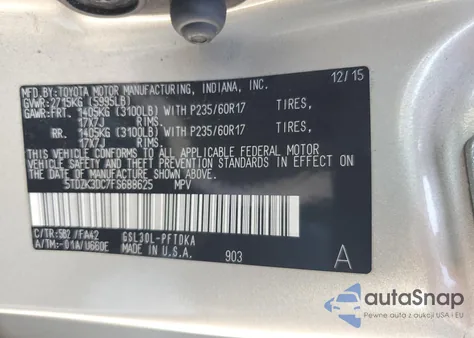 MFD. BY: TOYOTA MOTOR MANUFACTURING, INDIANA, INC. 12/15
GVWR: 2715KG (5995LB)
GAWR: FRT. 1405KG (3100LB) WITH P235/60R17 TIRES,
17X7J RIMS,
RR. 1405KG (3100LB) WITH P235/60R17 TIRES,
17X7J RIMS.
THIS VEHICLE CONFORMS TO ALL APPLICABLE FEDERAL MOTOR
VEHICLE SAFETY AND THEFT PREVENTION STANDARDS IN EFFECT ON
THE DATE OF MANUFACTURE SHOWN ABOVE.
5TDZK3DC7FS688625 MPV
C/TR: 5B2 /FA42 GSL30L-PFTDKA
A/TM:-01A/U660E MADE IN U.S.A. 903 A
autoSnap
Pewne auta z aukcji USA i EU